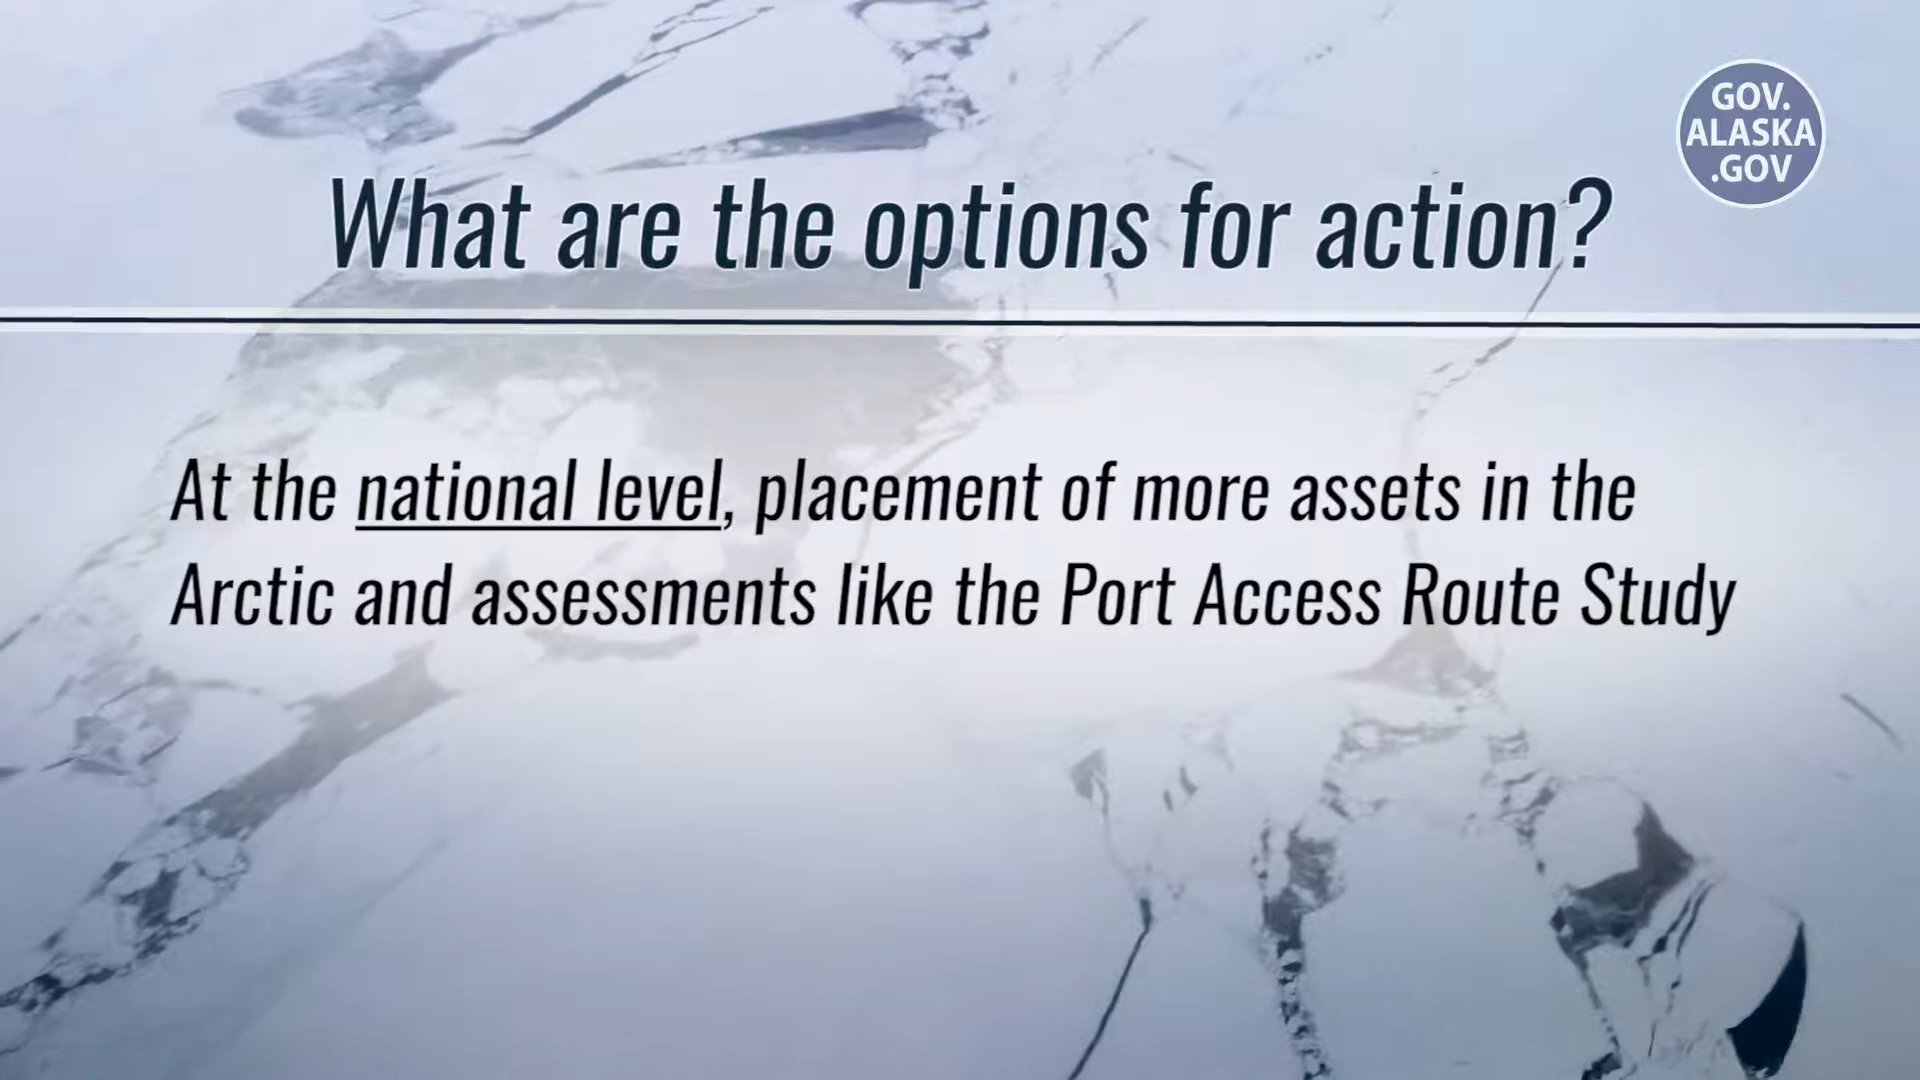 GOV.
ALASKA
.GOV
What are the options for action?
At the national level, placement of more assets in the
Arctic and assessments like the Port Access Route Study